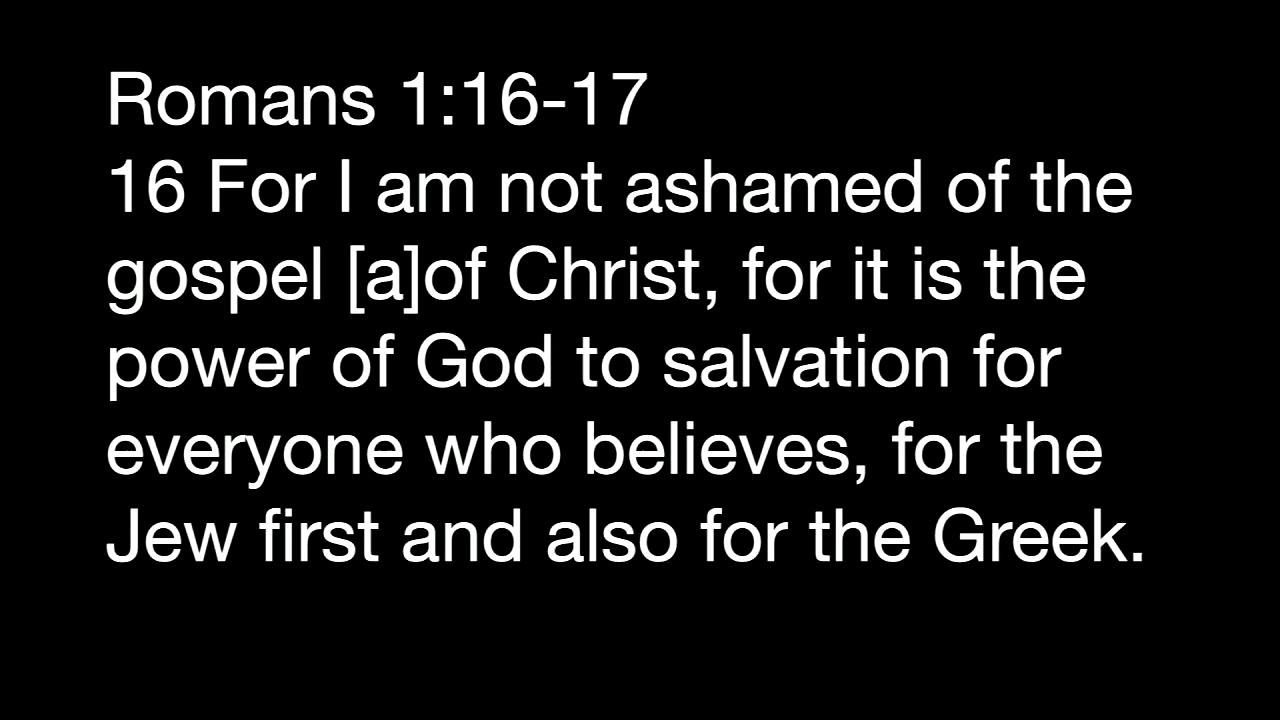 Romans 1:16-17
16 For I am not ashamed of the
gospel [a]of Christ, for it is the
power of God to salvation for
everyone who believes, for the
Jew first and also for the Greek.